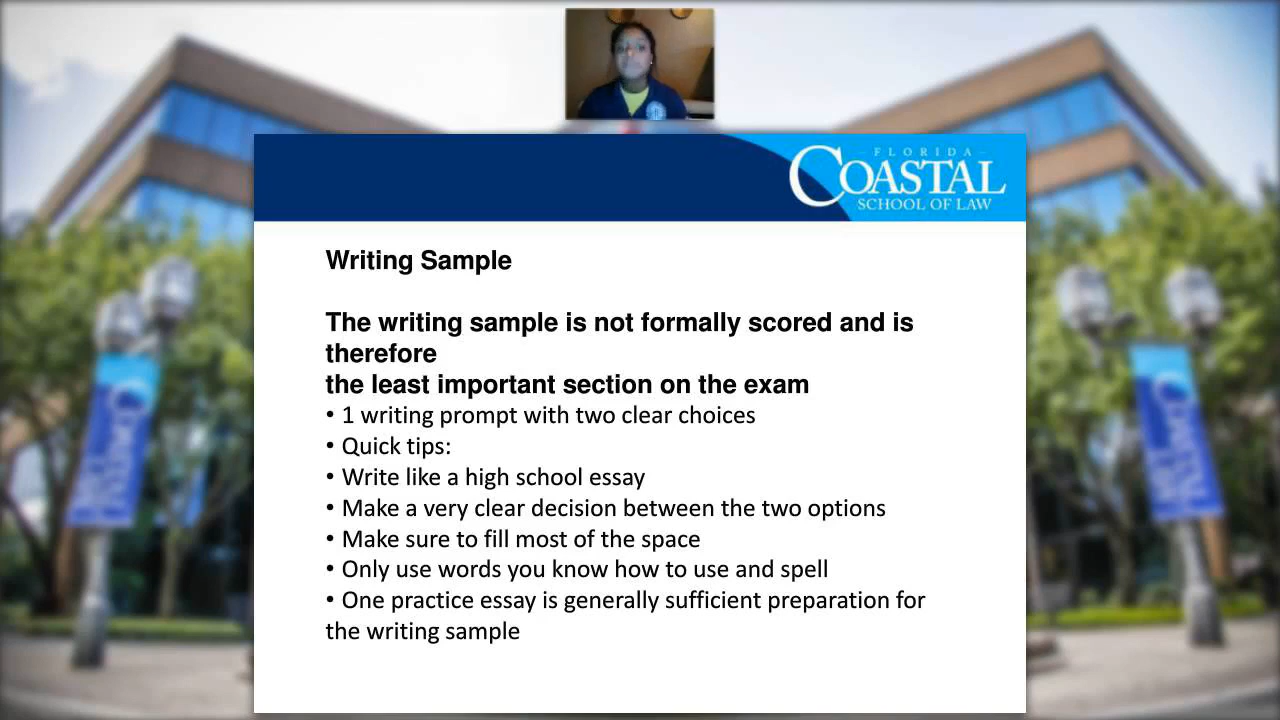 FLORIDA
COASTAL
SCHOOL OF LAW
Writing Sample
The writing sample is not formally scored and is
therefore
the least important section on the exam
• 1 writing prompt with two clear choices
• Quick tips:
• Write like a high school essay
• Make a very clear decision between the two options
• Make sure to fill most of the space
• Only use words you know how to use and spell
• One practice essay is generally sufficient preparation for
the writing sample